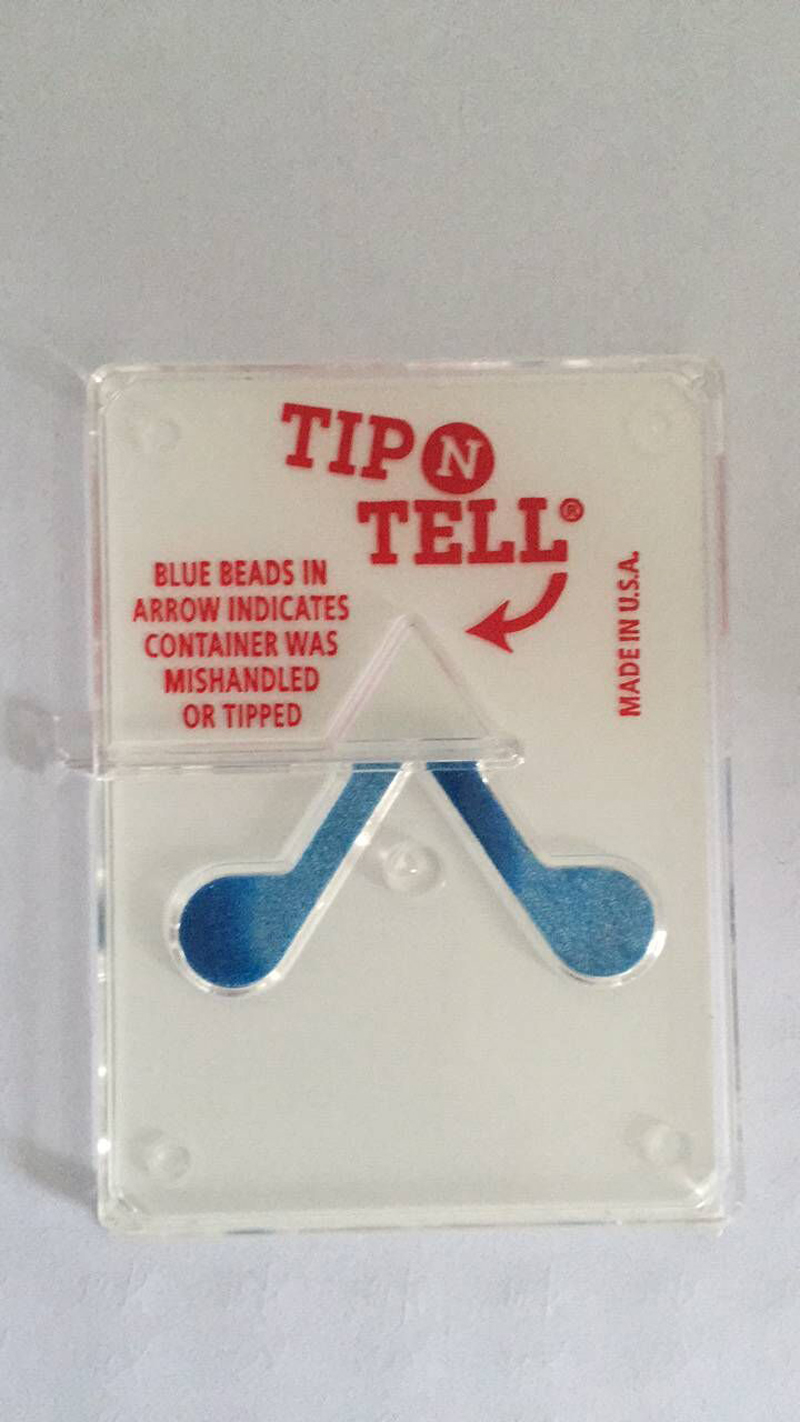 TIP N
TELL®
BLUE BEADS IN
ARROW INDICATES
CONTAINER WAS
MISHANDLED
OR TIPPED
MADE IN U.S.A.